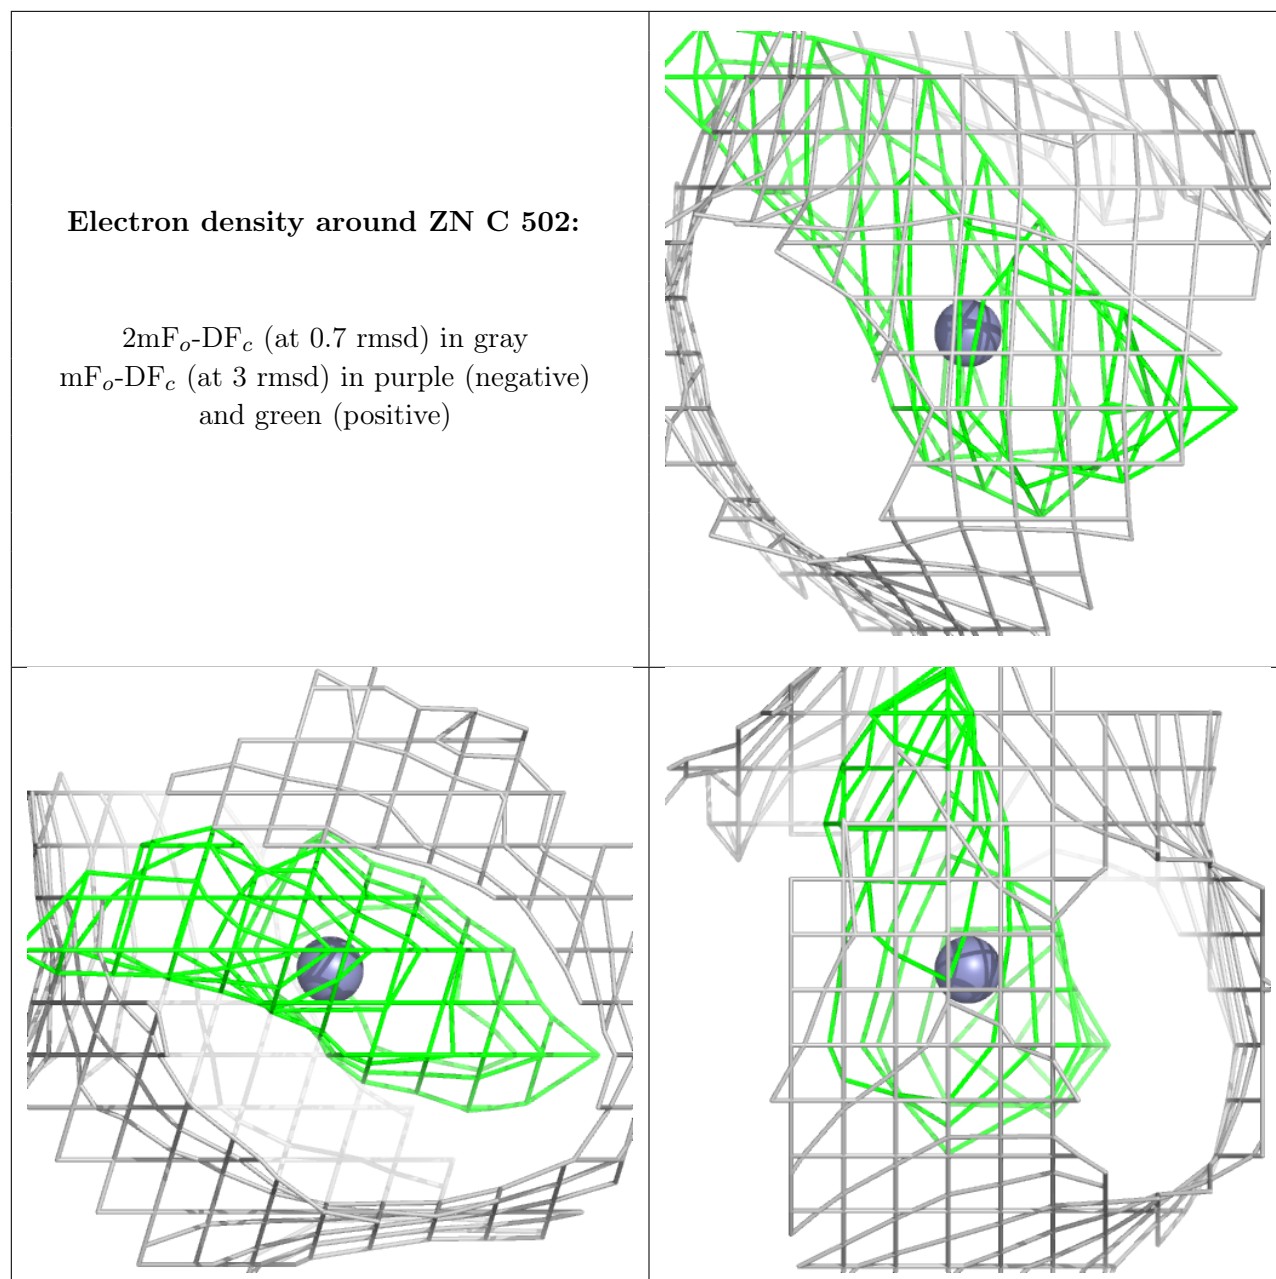 Electron density around ZN C 502:
2mFo-DFc (at 0.7 rmsd) in gray
mFo-DFc (at 3 rmsd) in purple (negative)
and green (positive)